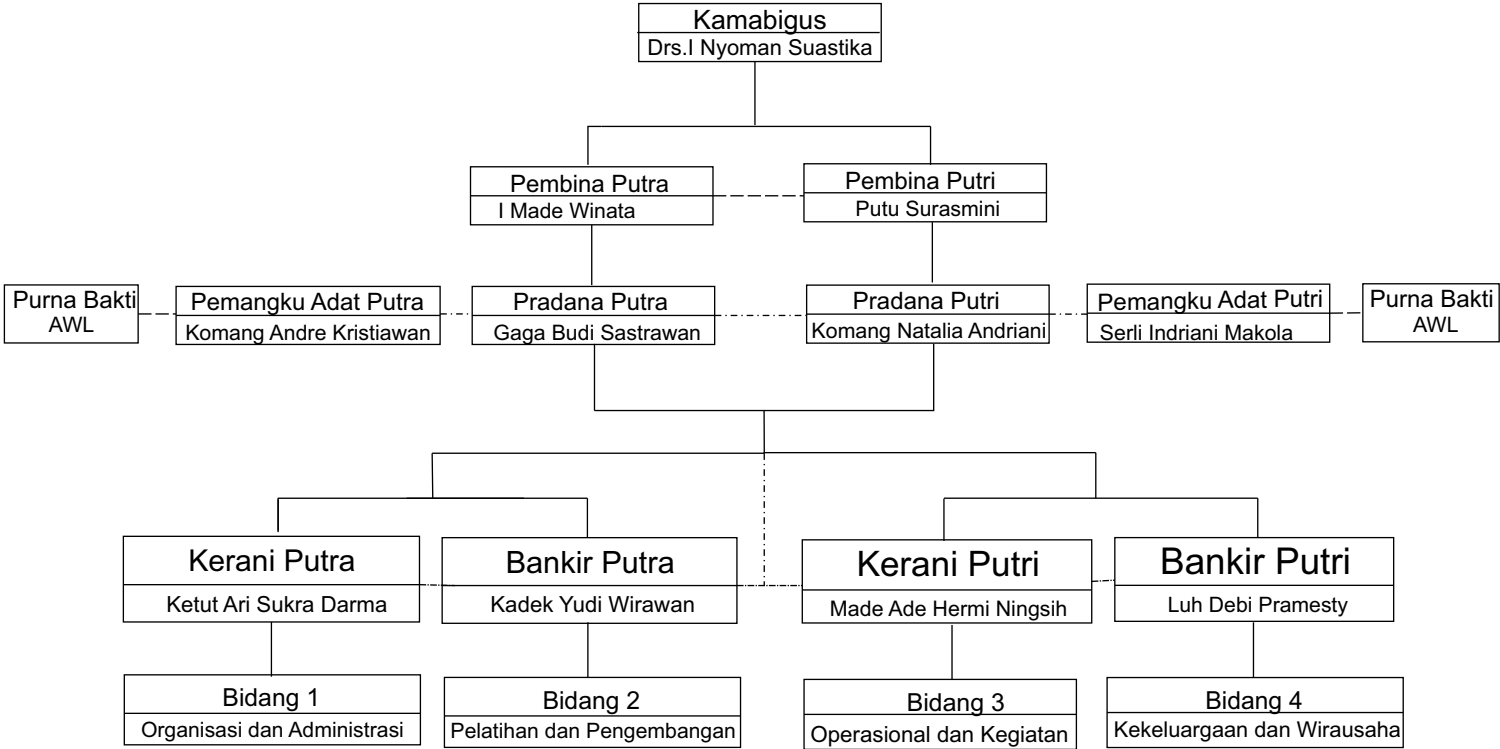 Kamabigus
Drs.I Nyoman Suastika
Pembina Putra
I Made Winata
Pembina Putri
Putu Surasmini
Purna Bakti
AWL
Pemangku Adat Putra
Komang Andre Kristiawan
Pradana Putra
Gaga Budi Sastrawan
Pradana Putri
Komang Natalia Andriani
Pemangku Adat Putri
Serli Indriani Makola
Purna Bakti
AWL
Kerani Putra
Ketut Ari Sukra Darma
Bankir Putra
Kadek Yudi Wirawan
Kerani Putri
Made Ade Hermi Ningsih
Bankir Putri
Luh Debi Pramesty
Bidang 1
Organisasi dan Administrasi
Bidang 2
Pelatihan dan Pengembangan
Bidang 3
Operasional dan Kegiatan
Bidang 4
Kekeluargaan dan Wirausaha